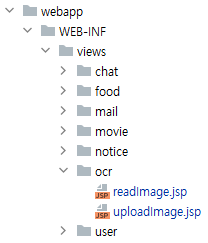 webapp
WEB-INF
views
chat
food
mail
movie
notice
ocr
JSP readImage.jsp
JSP uploadImage.jsp
user